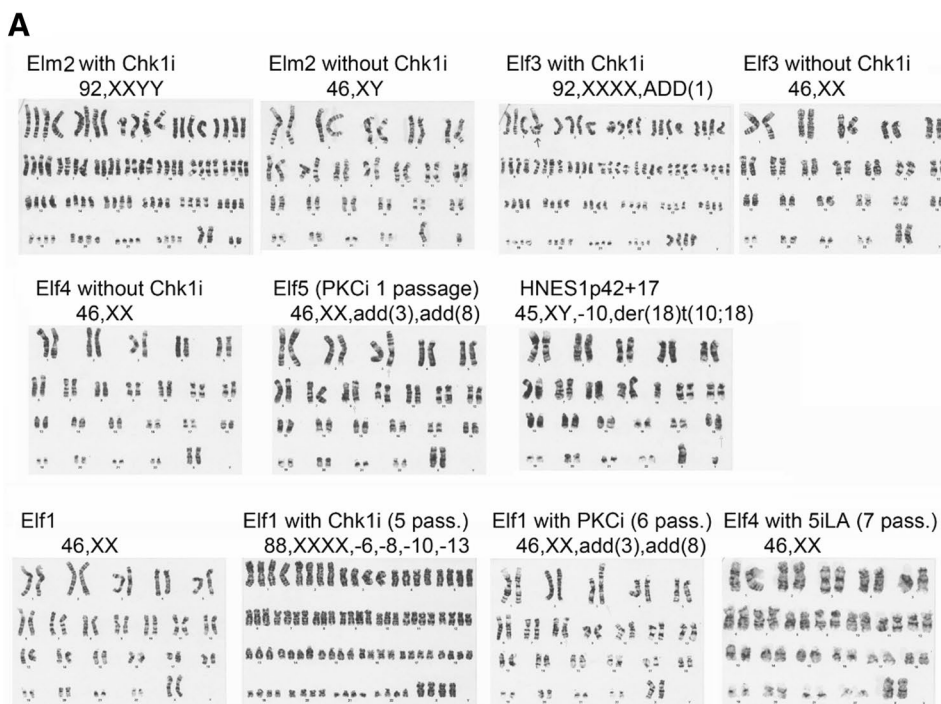 A
Elm2 with Chk1i
92,XXYY
Elm2 without Chk1i
46,XY
Elf3 with Chk1i
92,XXXX,ADD(1)
Elf3 without Chk1i
46,XX
Elf4 without Chk1i
46,XX
Elf5 (PKCi 1 passage)
46,XX,add(3),add(8)
HNES1p42+17
45,XY,-10,der(18)t(10;18)
Elf1
46,XX
Elf1 with Chk1i (5 pass.)
88,XXXX,-6,-8,-10,-13
Elf1 with PKCi (6 pass.)
46,XX,add(3),add(8)
Elf4 with 5iLA (7 pass.)
46,XX